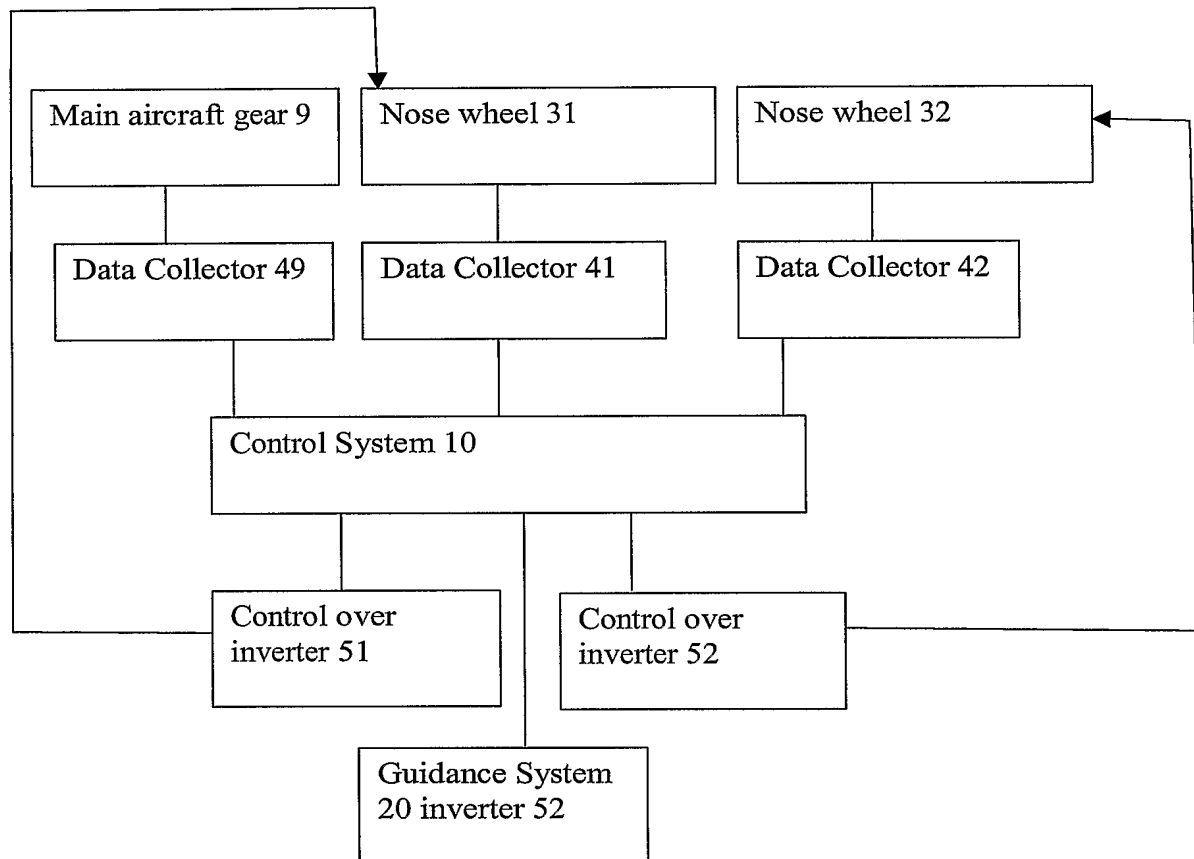 Main aircraft gear 9
Nose wheel 31
Nose wheel 32
Data Collector 49
Data Collector 41
Data Collector 42
Control System 10
Control over
inverter 51
Control over
inverter 52
Guidance System
20 inverter 52